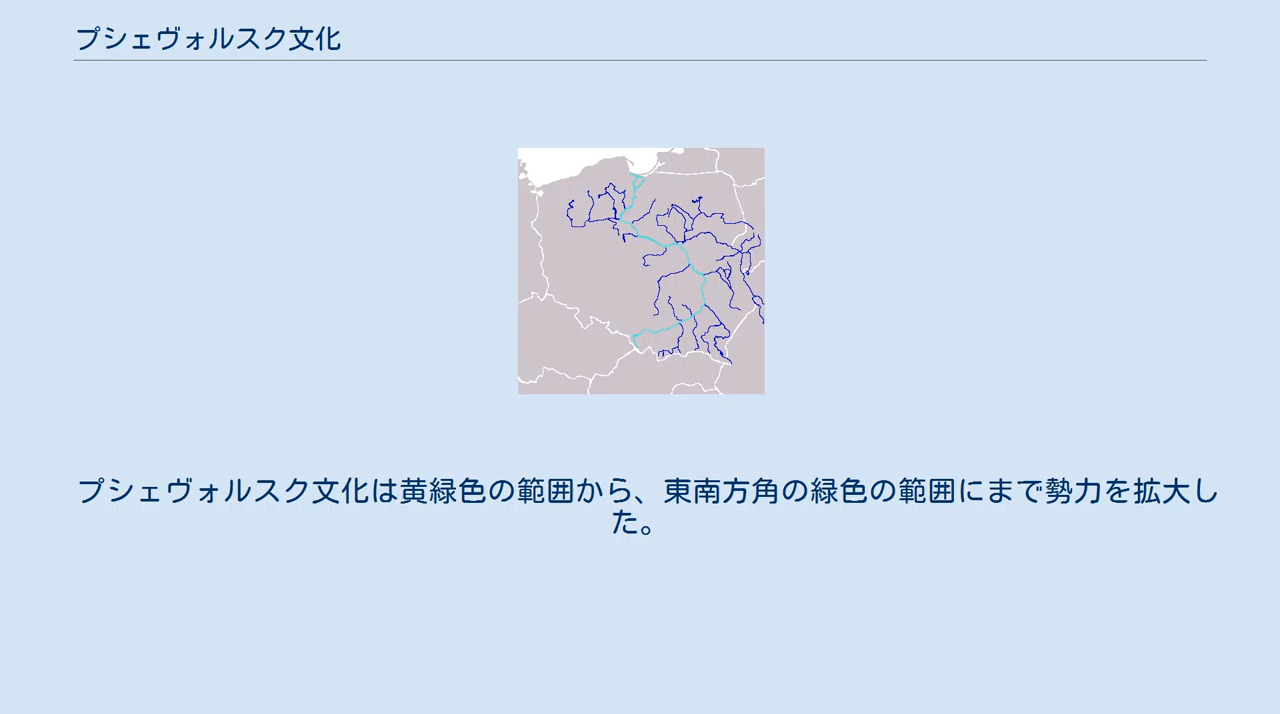 プシェヴォルスク文化
プシェヴォルスク文化は黄緑色の範囲から、東南方角の緑色の範囲にまで勢力を拡大し
た。